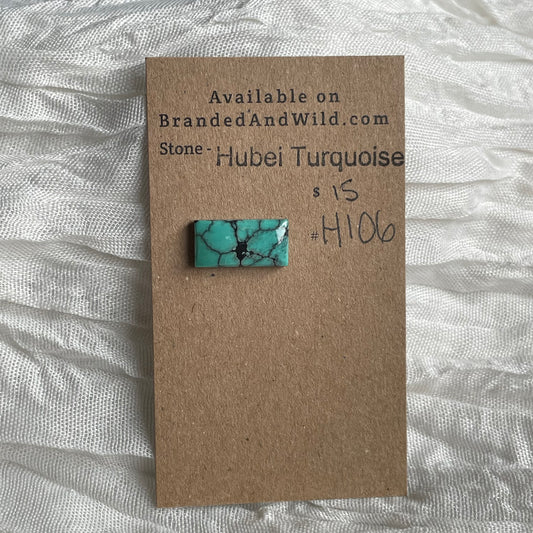 Available on
BrandedAndWild.com
Stone - Hubei Turquoise
$ 15
# H106